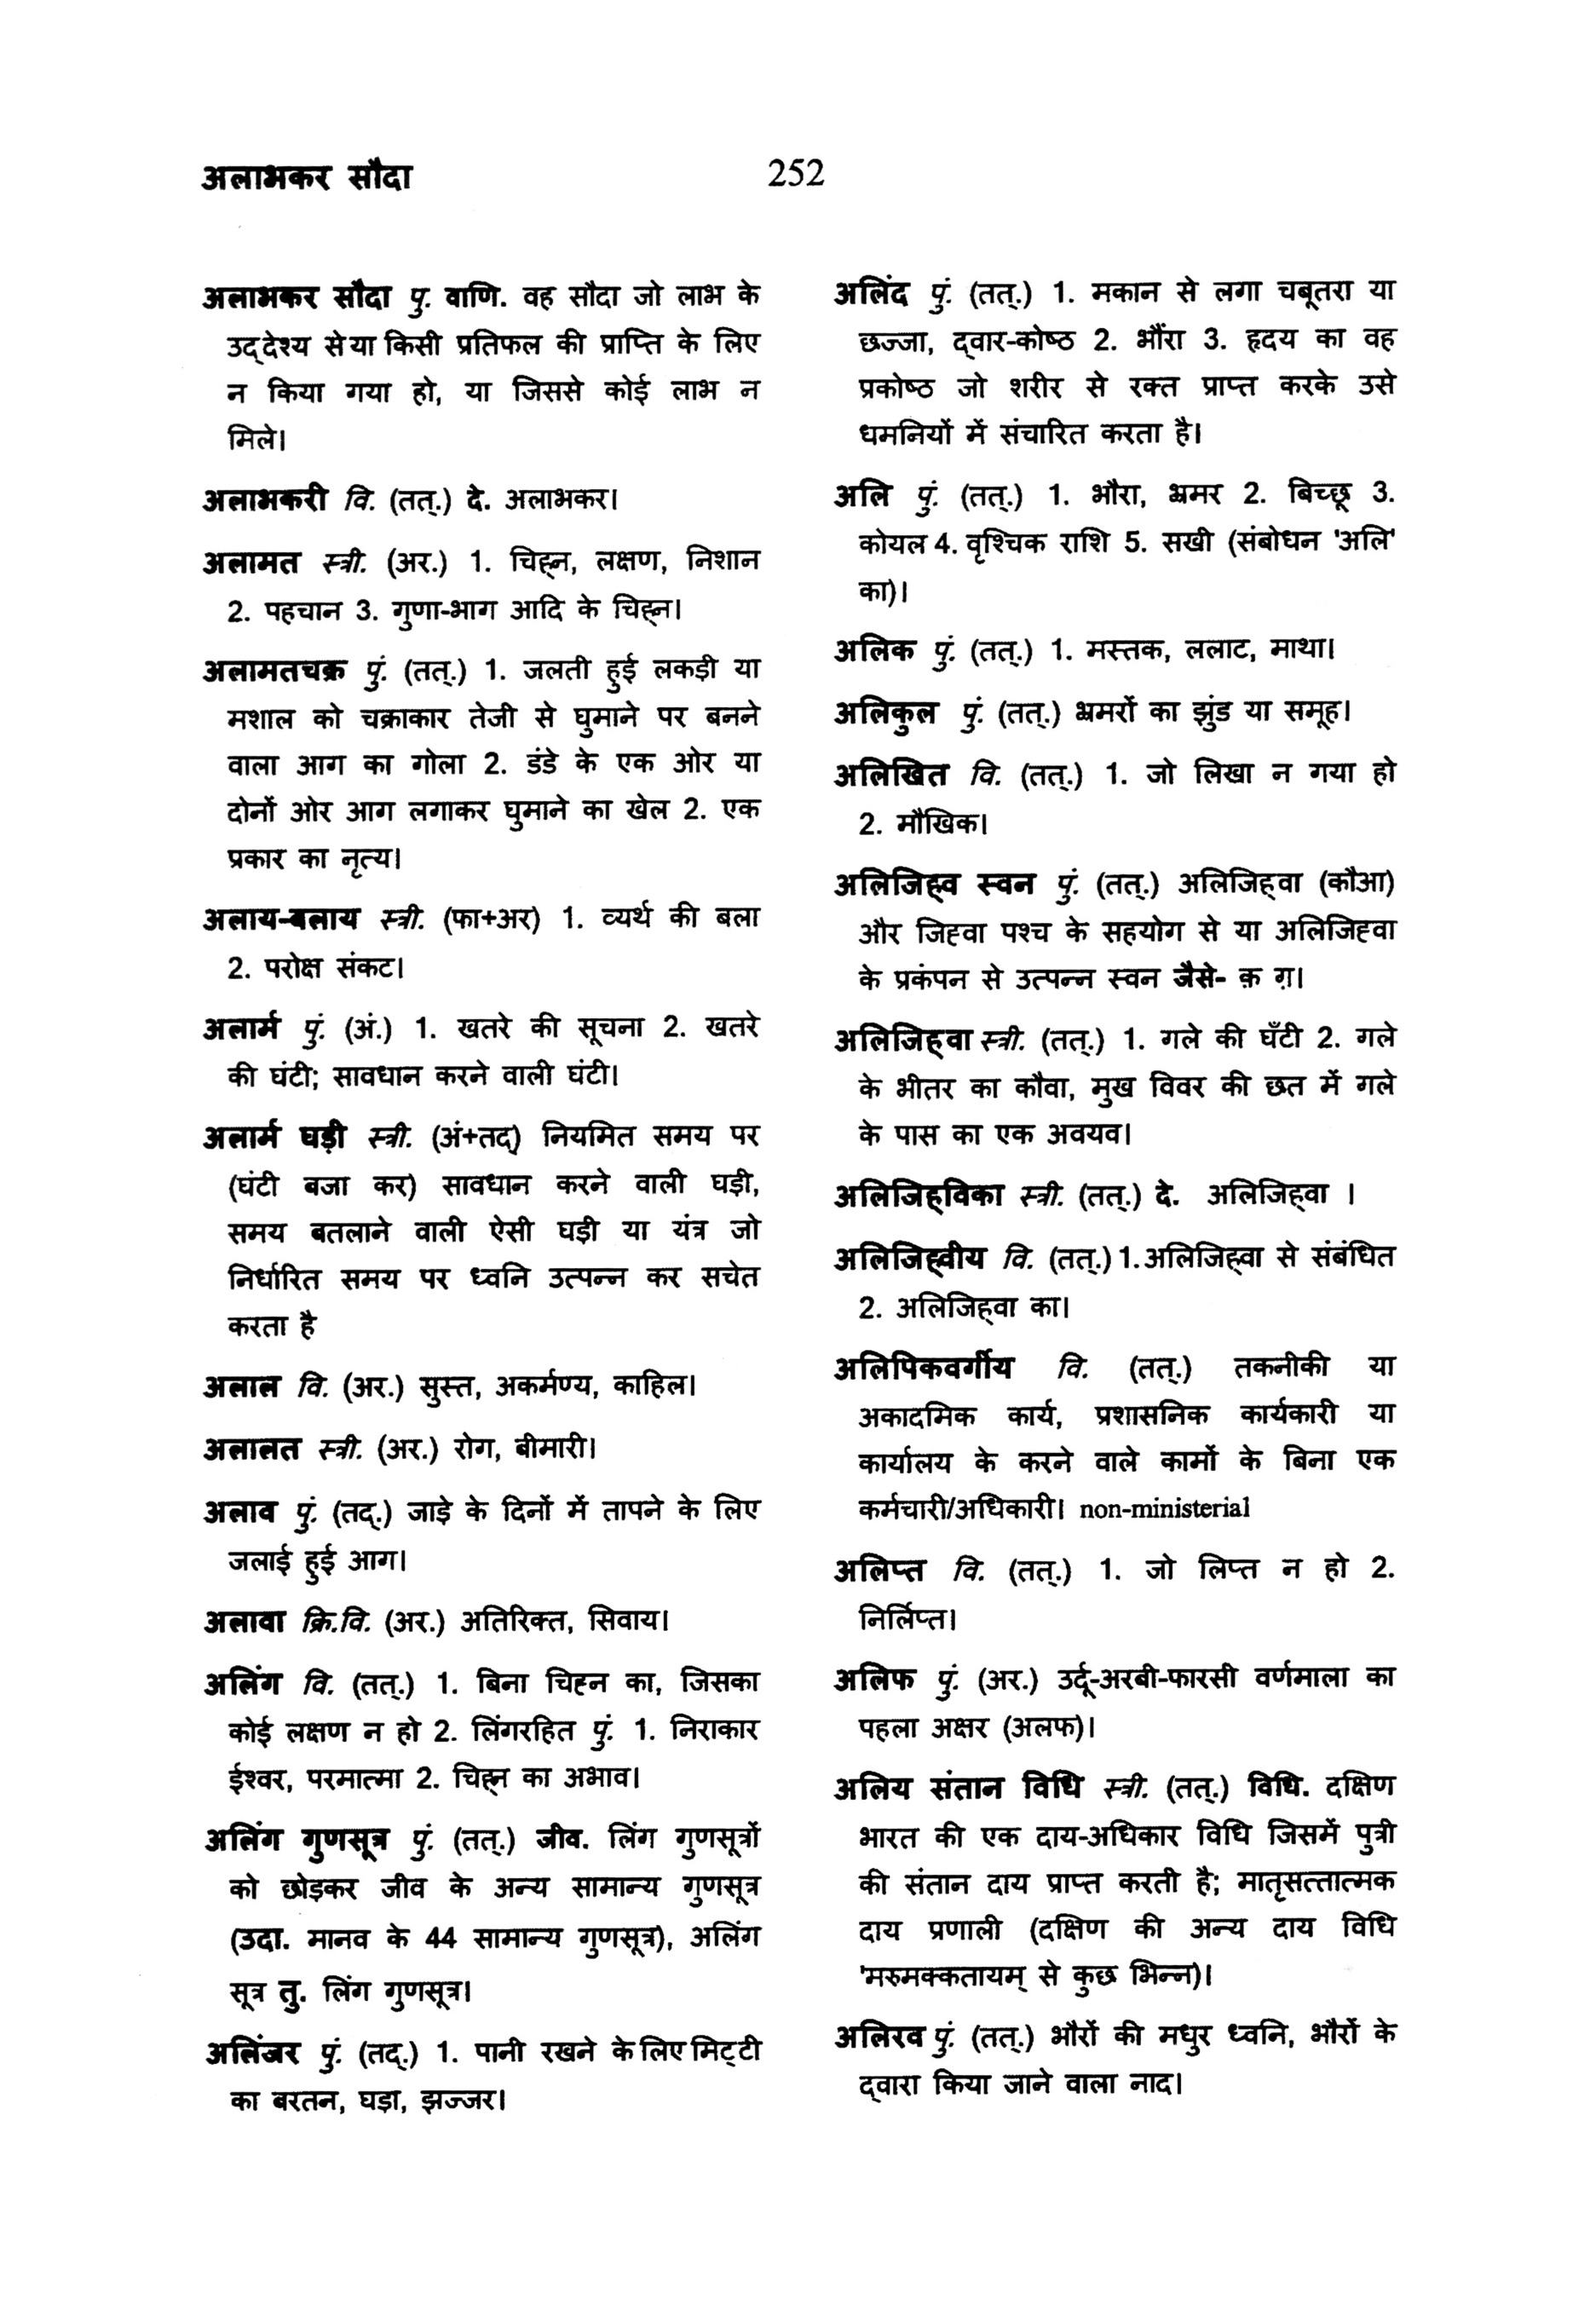 अलाभकर सौदा
252
अलाभकर सौदा पु. वाणि. वह सौदा जो लाभ के
उद्देश्य से या किसी प्रतिफल की प्राप्ति के लिए
न किया गया हो, या जिससे कोई लाभ न
मिले।
अलाभकरी वि. (तत्.) दे. अलाभकर।
अलामत स्त्री. (अर.) 1. चिह्न, लक्षण, निशान
2. पहचान 3. गुणा-भाग आदि के चिह्न।
अलामतचक्र पुं. (तत्.) 1. जलती हुई लकड़ी या
मशाल को चक्राकार तेजी से घुमाने पर बनने
वाला आग का गोला 2. डंडे के एक ओर या
दोनों ओर आग लगाकर घुमाने का खेल 2. एक
प्रकार का नृत्य।
अलाय-बलाय स्त्री. (फा+अर) 1. व्यर्थ की बला
2. परोक्ष संकट।
अलार्म पुं. (अं.) 1. खतरे की सूचना 2. खतरे
की घंटी; सावधान करने वाली घंटी।
अलार्म घड़ी स्त्री. (अं+तद्) नियमित समय पर
(घंटी बजा कर) सावधान करने वाली घड़ी,
समय बतलाने वाली ऐसी घड़ी या यंत्र जो
निर्धारित समय पर ध्वनि उत्पन्न कर सचेत
करता है
अलाल वि. (अर.) सुस्त, अकर्मण्य, काहिल।
अलालत स्त्री. (अर.) रोग, बीमारी।
अलाव पुं. (तद्.) जाड़े के दिनों में तापने के लिए
जलाई हुई आग।
अलावा क्रि.वि. (अर.) अतिरिक्त, सिवाय।
अलिंग वि. (तत्.) 1. बिना चिह्न का, जिसका
कोई लक्षण न हो 2. लिंगरहित पुं. 1. निराकार
ईश्वर, परमात्मा 2. चिह्न का अभाव।
अलिंग गुणसूत्र पुं. (तत्.) जीव. लिंग गुणसूत्रों
को छोड़कर जीव के अन्य सामान्य गुणसूत्र
(उदा. मानव के 44 सामान्य गुणसूत्र), अलिंग
सूत्र तु. लिंग गुणसूत्र।
अलिंजर पुं. (तद्.) 1. पानी रखने के लिए मिट्टी
का बरतन, घड़ा, झज्जर।
अलिंद पुं. (तत्.) 1. मकान से लगा चबूतरा या
छज्जा, द्वार-कोष्ठ 2. भौंरा 3. हृदय का वह
प्रकोष्ठ जो शरीर से रक्त प्राप्त करके उसे
धमनियों में संचारित करता है।
अलि पुं. (तत्.) 1. भौरा, भ्रमर 2. बिच्छू 3.
कोयल 4. वृश्चिक राशि 5. सखी (संबोधन 'अलि'
का)।
अलिक पुं. (तत्.) 1. मस्तक, ललाट, माथा।
अलिकुल पुं. (तत्.) भ्रमरों का झुंड या समूह।
अलिखित वि. (तत्.) 1. जो लिखा न गया हो
2. मौखिक।
अलिजिह्व स्वन पुं. (तत्.) अलिजिह्वा (कौआ)
और जिह्वा पश्च के सहयोग से या अलिजिह्वा
के प्रकंपन से उत्पन्न स्वन जैसे- क़ ग़।
अलिजिह्वा स्त्री. (तत्.) 1. गले की घँटी 2. गले
के भीतर का कौवा, मुख विवर की छत में गले
के पास का एक अवयव।
अलिजिह्विका स्त्री. (तत्.) दे. अलिजिह्वा ।
अलिजिह्वीय वि. (तत्.) 1.अलिजिह्वा से संबंधित
2. अलिजिह्वा का।
अलिपिकवर्गीय वि. (तत्.) तकनीकी या
अकादमिक कार्य, प्रशासनिक कार्यकारी या
कार्यालय के करने वाले कामों के बिना एक
कर्मचारी/अधिकारी। non-ministerial
अलिप्त वि. (तत्.) 1. जो लिप्त न हो 2.
निर्लिप्त।
अलिफ पुं. (अर.) उर्दू-अरबी-फारसी वर्णमाला का
पहला अक्षर (अलफ)।
अलिय संतान विधि स्त्री. (तत्.) विधि. दक्षिण
भारत की एक दाय-अधिकार विधि जिसमें पुत्री
की संतान दाय प्राप्त करती है; मातृसत्तात्मक
दाय प्रणाली (दक्षिण की अन्य दाय विधि
'मरुमक्कतायम् से कुछ भिन्न)।
अलिरव पुं. (तत्.) भौरों की मधुर ध्वनि, भौरों के
द्वारा किया जाने वाला नाद।